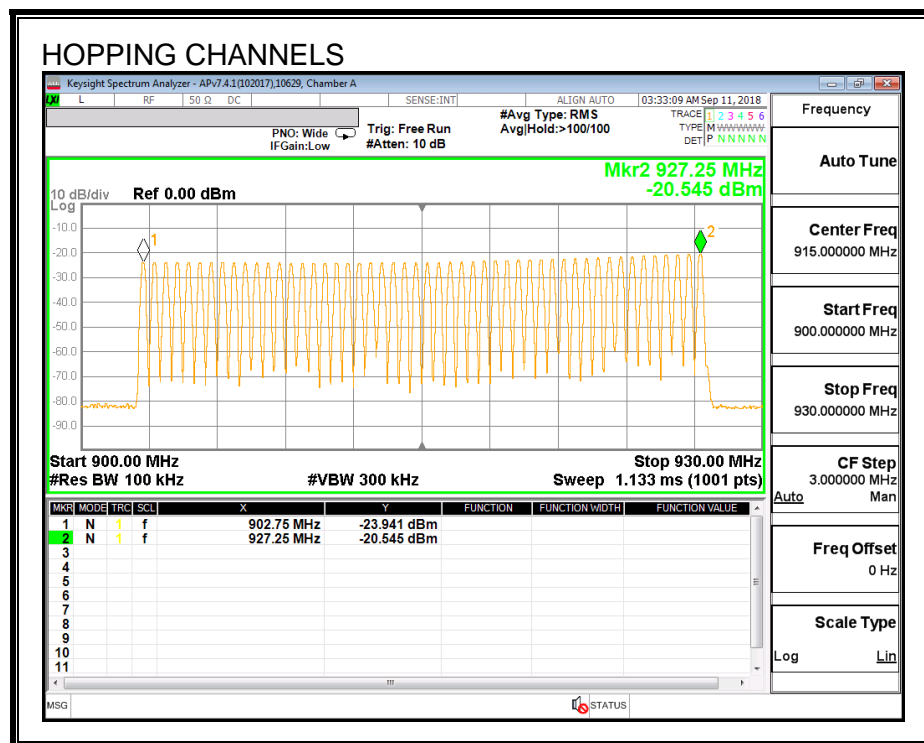 HOPPING CHANNELS
Keysight Spectrum Analyzer - APv7.4.1(102017),10629, Chamber A
LXI L RF 50 Ω DC SENSE:INT ALIGN AUTO 03:33:09 AM Sep 11, 2018
PNO: Wide
IFGain:Low
Trig: Free Run
#Atten: 10 dB
#Avg Type: RMS
Avg|Hold:>100/100
TRACE 1 2 3 4 5 6
TYPE M WWWWW
DET P N N N N N
Mkr2 927.25 MHz
-20.545 dBm
10 dB/div Ref 0.00 dBm
Log
-10.0
-20.0
-30.0
-40.0
-50.0
-60.0
-70.0
-80.0
-90.0
1
2
Start 900.00 MHz Stop 930.00 MHz
#Res BW 100 kHz #VBW 300 kHz Sweep 1.133 ms (1001 pts)
MKR MODE TRC SCL X Y FUNCTION FUNCTION WIDTH FUNCTION VALUE
1 N 1 f 902.75 MHz -23.941 dBm
2 N 1 f 927.25 MHz -20.545 dBm
3
4
5
6
7
8
9
10
11
MSG STATUS
Frequency
Auto Tune
Center Freq
915.000000 MHz
Start Freq
900.000000 MHz
Stop Freq
930.000000 MHz
CF Step
3.000000 MHz
Auto Man
Freq Offset
0 Hz
Scale Type
Log Lin